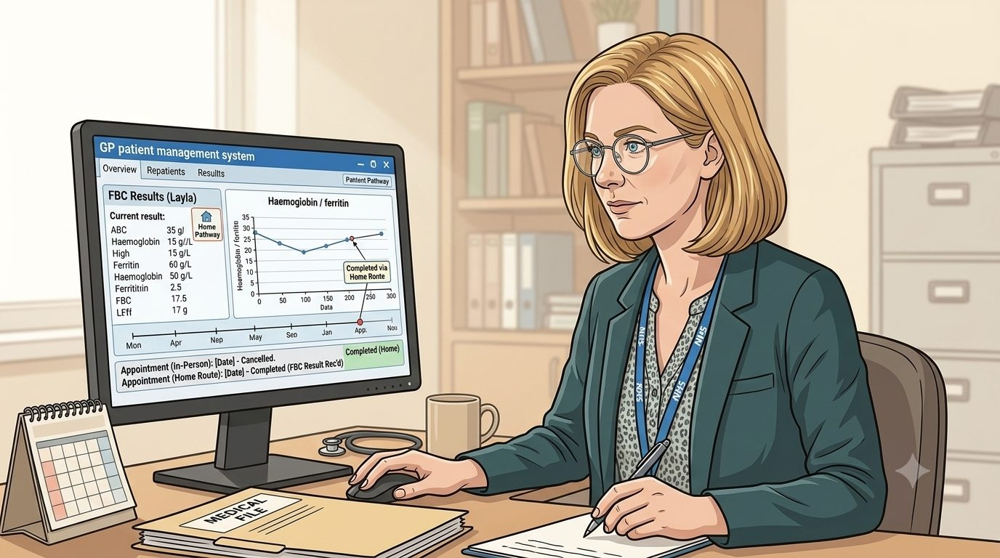 GP patient management system
Overview
Repatients
Results
Pantent Pathway
FBC Results (Layla)
Current result:
ABC 35 g/
Haemoglobin 15 g//L
High 15 g/L
Ferritin 60 g/L
Haemoglobin 50 g/L
Ferrititrin 2.5
FBC 17.5
LFff 17 g
Home
Pathway
Haemoglobin / ferritin
35
30
25
20
15
10
5
0
0 50 100 150 200 250 300
Data
Completed via
Home Ronte
Mon Apr Nep May Sep Jan App. Nou
Appointment (in-Person): [Date] - Cancelled.
Appointment (Home Route): [Date] - Completed (FBC Result Rec'd)
Completed (Home)
NHS
NHS
MEDICAL
FILE